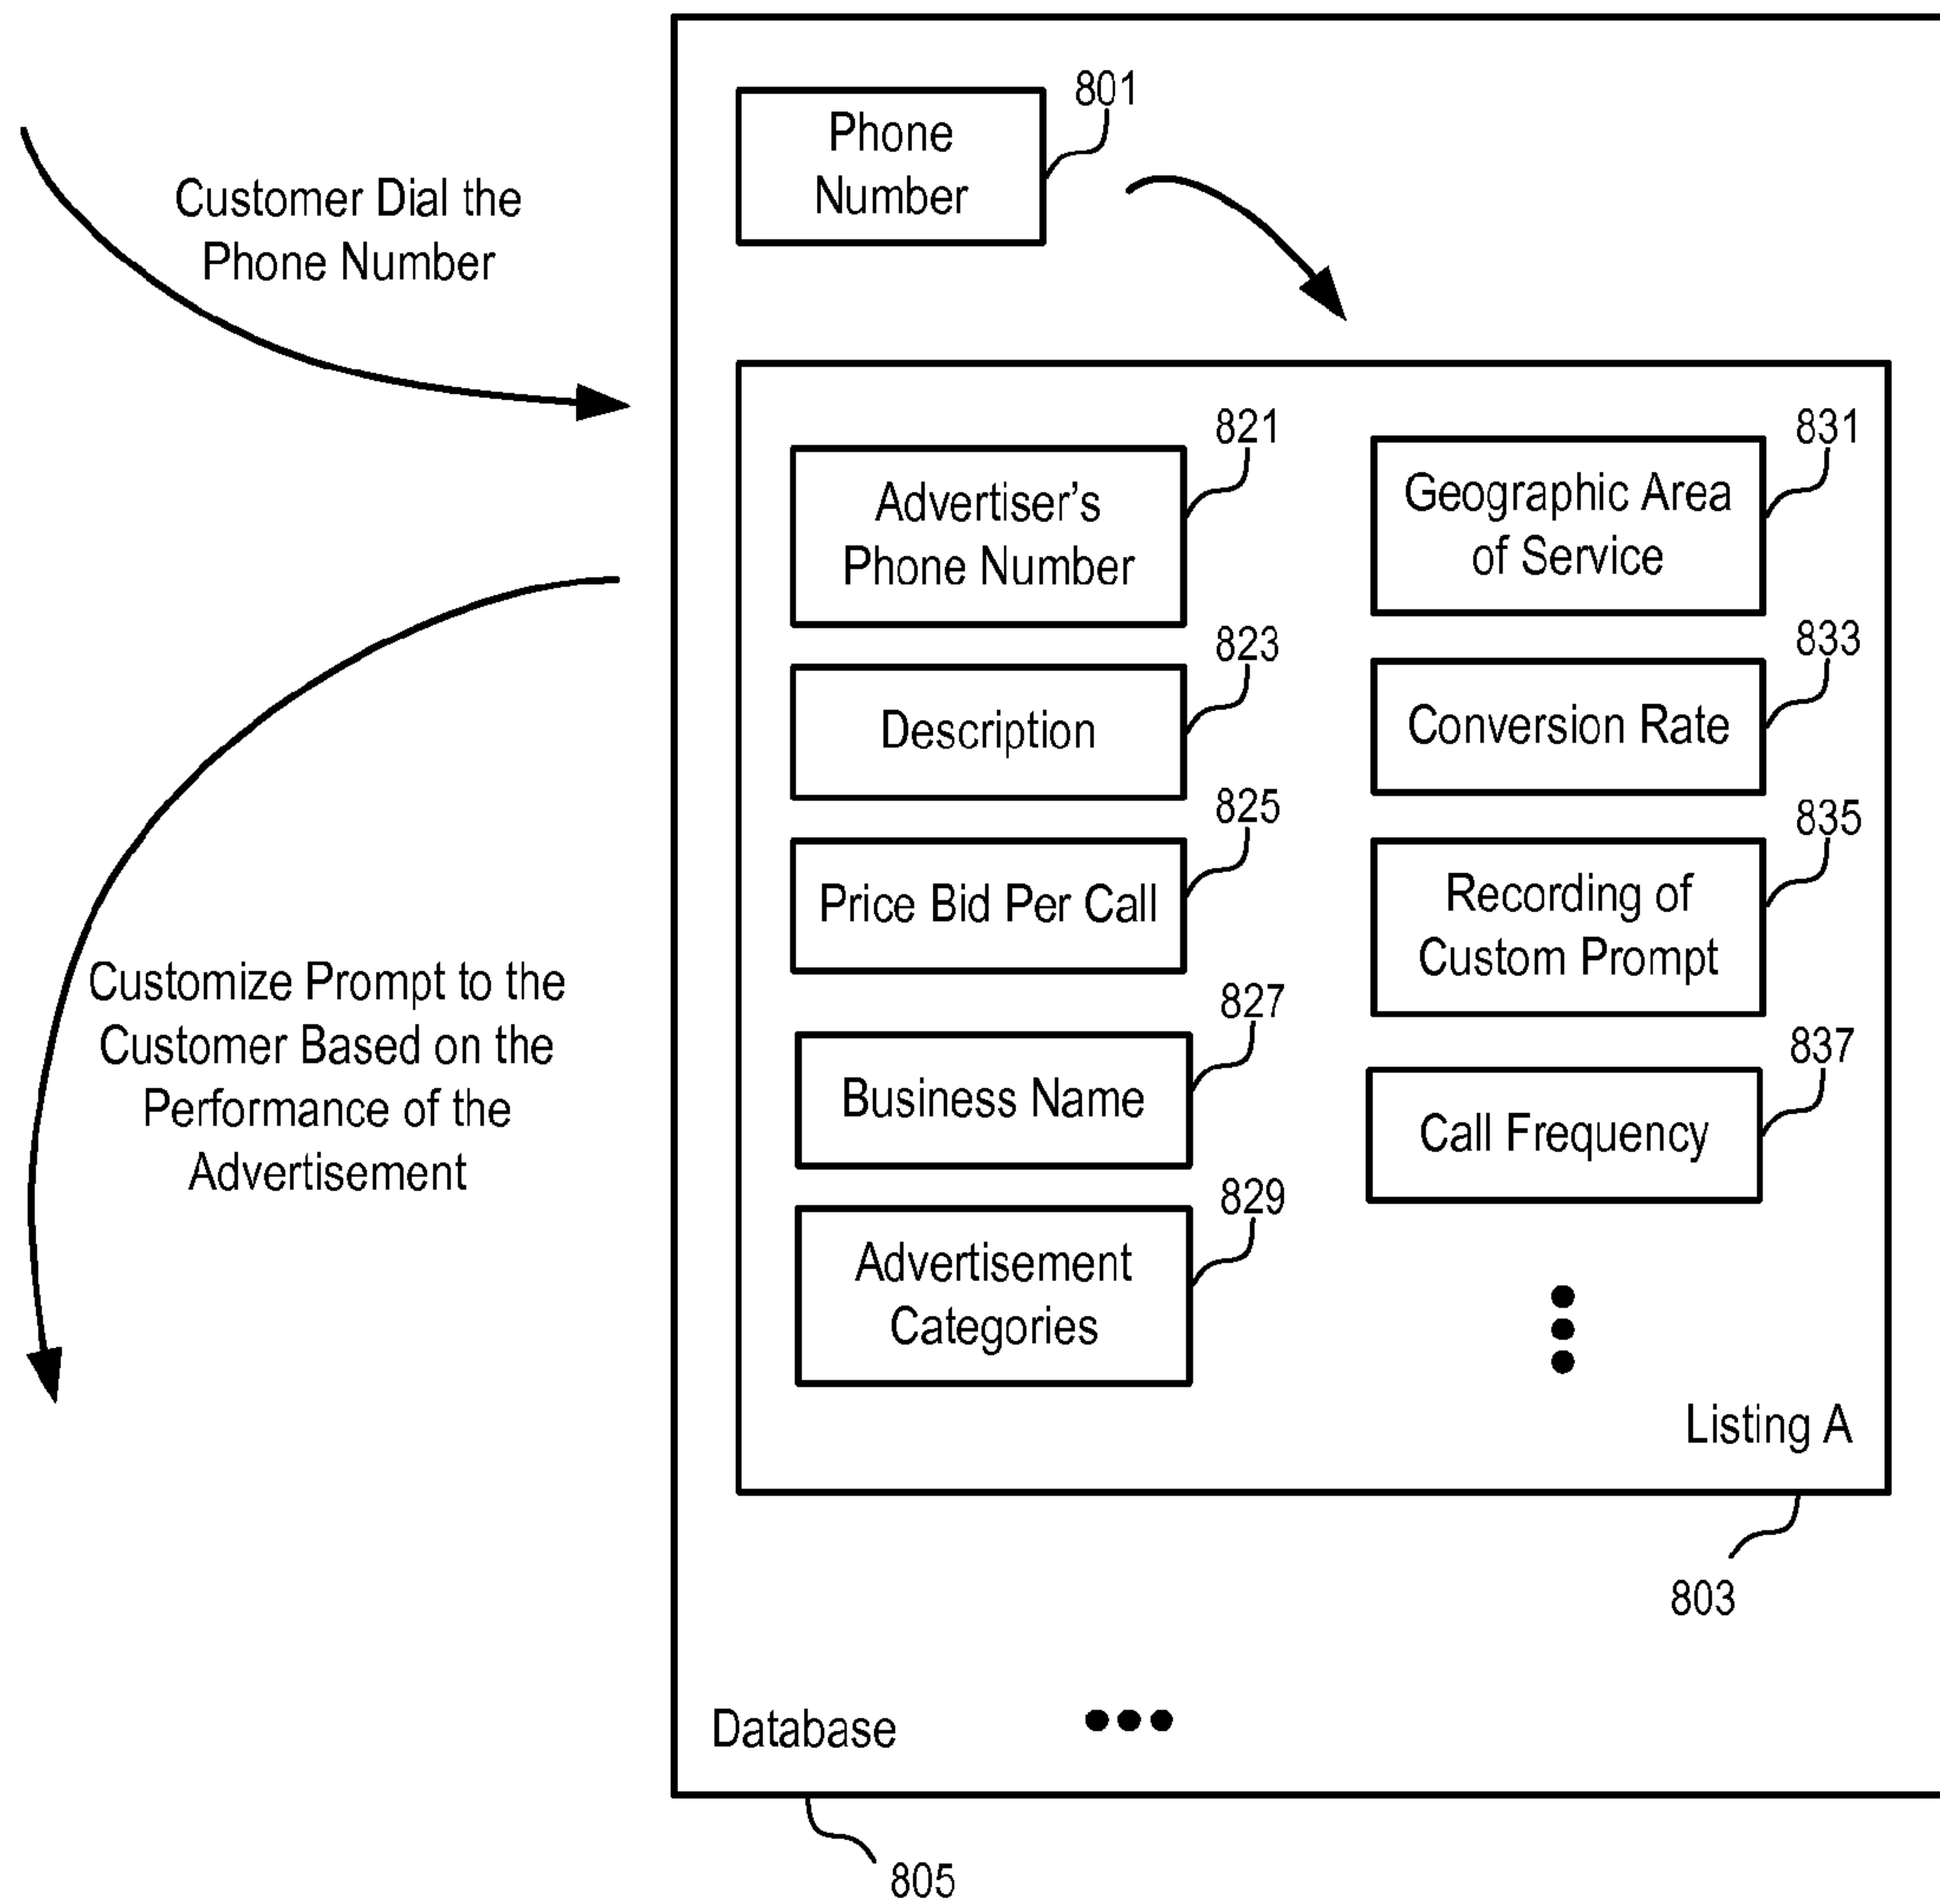 801
Phone
Number
Customer Dial the
Phone Number
821
Advertiser's
Phone Number
831
Geographic Area
of Service
823
Description
833
Conversion Rate
825
Price Bid Per Call
835
Recording of
Custom Prompt
Customize Prompt to the
Customer Based on the
Performance of the
Advertisement
827
Business Name
837
Call Frequency
829
Advertisement
Categories
Listing A
803
Database
805